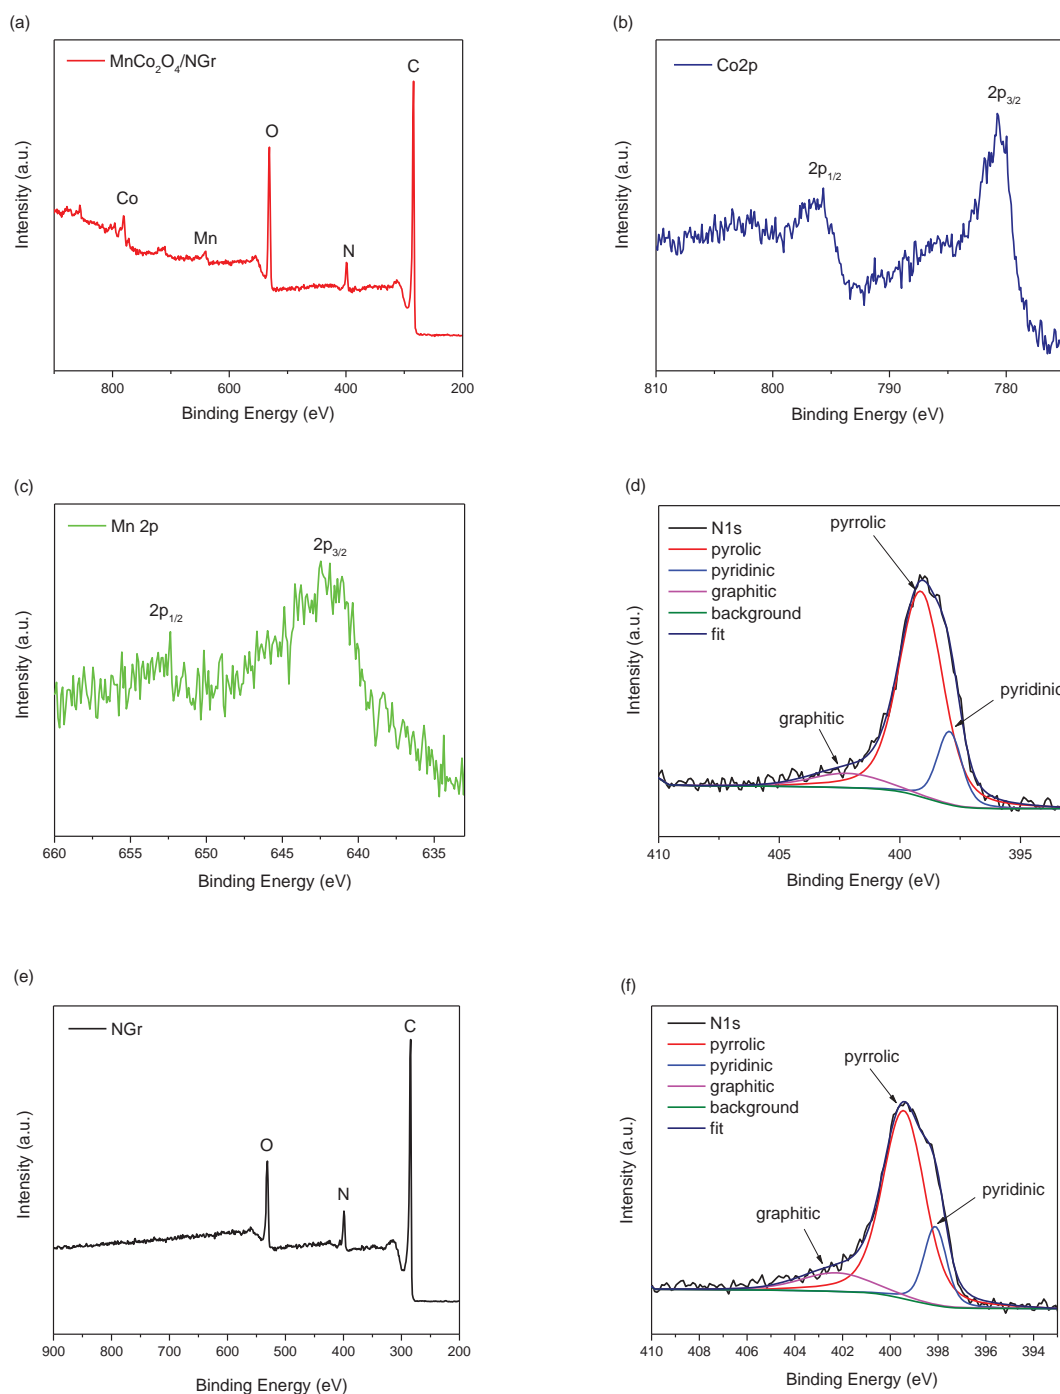 (a)
MnCo₂O₄/NGr
C
O
Co
Mn
N
Intensity (a.u.)
800 600 400 200
Binding Energy (eV)
(b)
Co2p
2p₃/₂
2p₁/₂
Intensity (a.u.)
810 800 790 780
Binding Energy (eV)
(c)
Mn 2p
2p₃/₂
2p₁/₂
Intensity (a.u.)
660 655 650 645 640 635
Binding Energy (eV)
(d)
N1s
pyrolic
pyridinic
graphitic
background
fit
pyrrolic
pyridinic
graphitic
Intensity (a.u.)
410 405 400 395
Binding Energy (eV)
(e)
NGr
C
O
N
Intensity (a.u.)
900 800 700 600 500 400 300 200
Binding Energy (eV)
(f)
N1s
pyrrolic
pyridinic
graphitic
background
fit
pyrrolic
pyridinic
graphitic
Intensity (a.u.)
410 408 406 404 402 400 398 396 394
Binding Energy (eV)